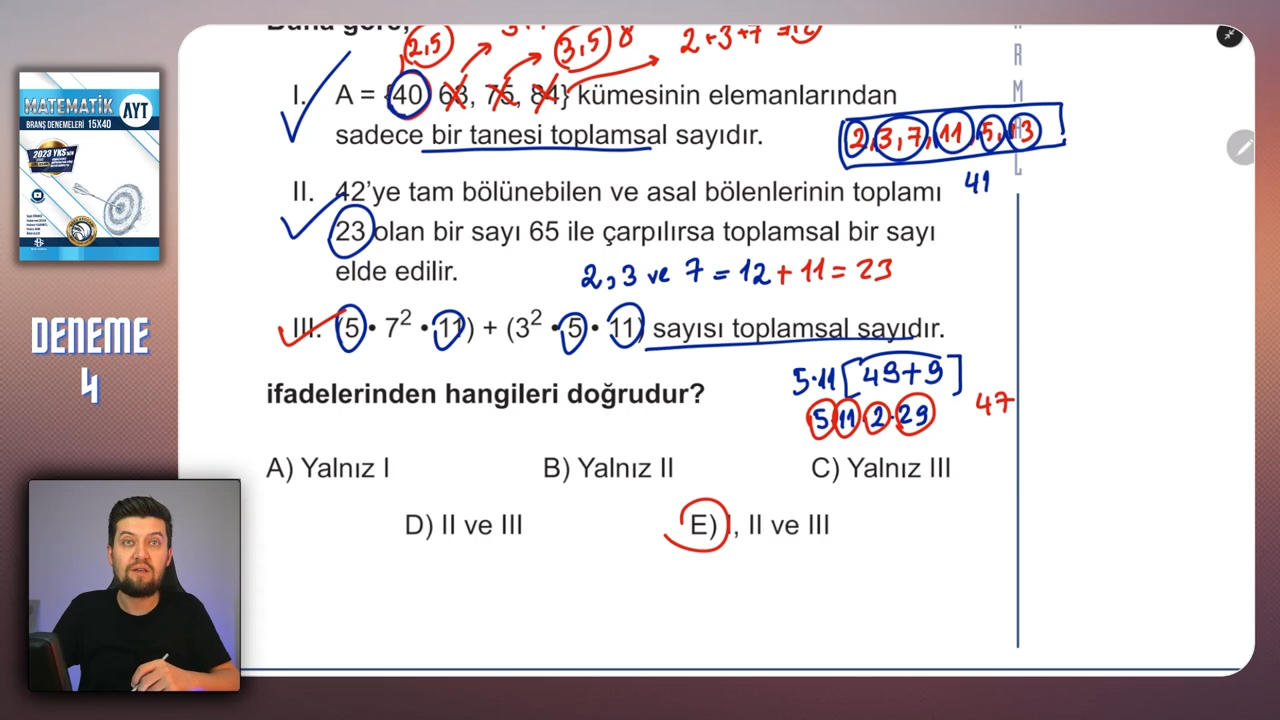 Buna göre,
2,5
3,5
8
2+3+7=12
I. A = {40, 63, 75, 84} kümesinin elemanlarından
sadece bir tanesi toplamsal sayıdır.
2,3,7,11,5,13
41
II. 42'ye tam bölünebilen ve asal bölenlerinin toplamı
23 olan bir sayı 65 ile çarpılırsa toplamsal bir sayı
elde edilir.
2,3 ve 7 = 12 + 11 = 23
III. (5 • 7² • 11) + (3² • 5 • 11) sayısı toplamsal sayıdır.
5·11[49+9]
5·11·2·29
47
ifadelerinden hangileri doğrudur?
A) Yalnız I
B) Yalnız II
C) Yalnız III
D) II ve III
E) I, II ve III
MATEMATİK
AYT
BRANŞ DENEMELERİ 15X40
2023 YKS'ye
DENEME
4
A
R
M
A
L